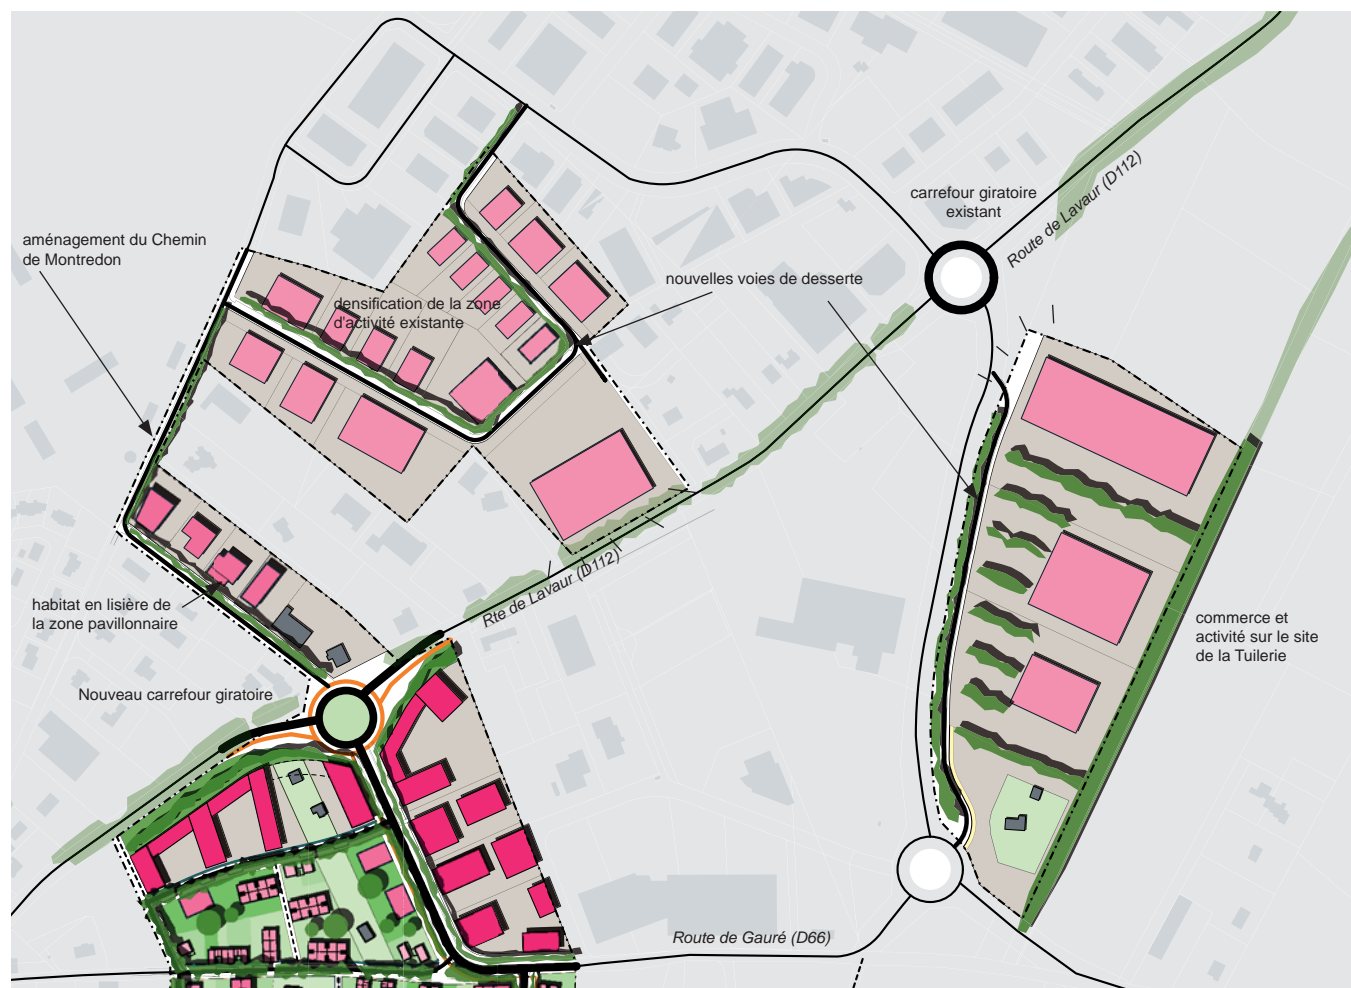 carrefour giratoire
existant
Route de Lavaur (D112)
aménagement du Chemin
de Montredon
nouvelles voies de desserte
densification de la zone
d'activité existante
habitat en lisière de
la zone pavillonnaire
Rte de Lavaur (D112)
commerce et
activité sur le site
de la Tuilerie
Nouveau carrefour giratoire
Route de Gauré (D66)